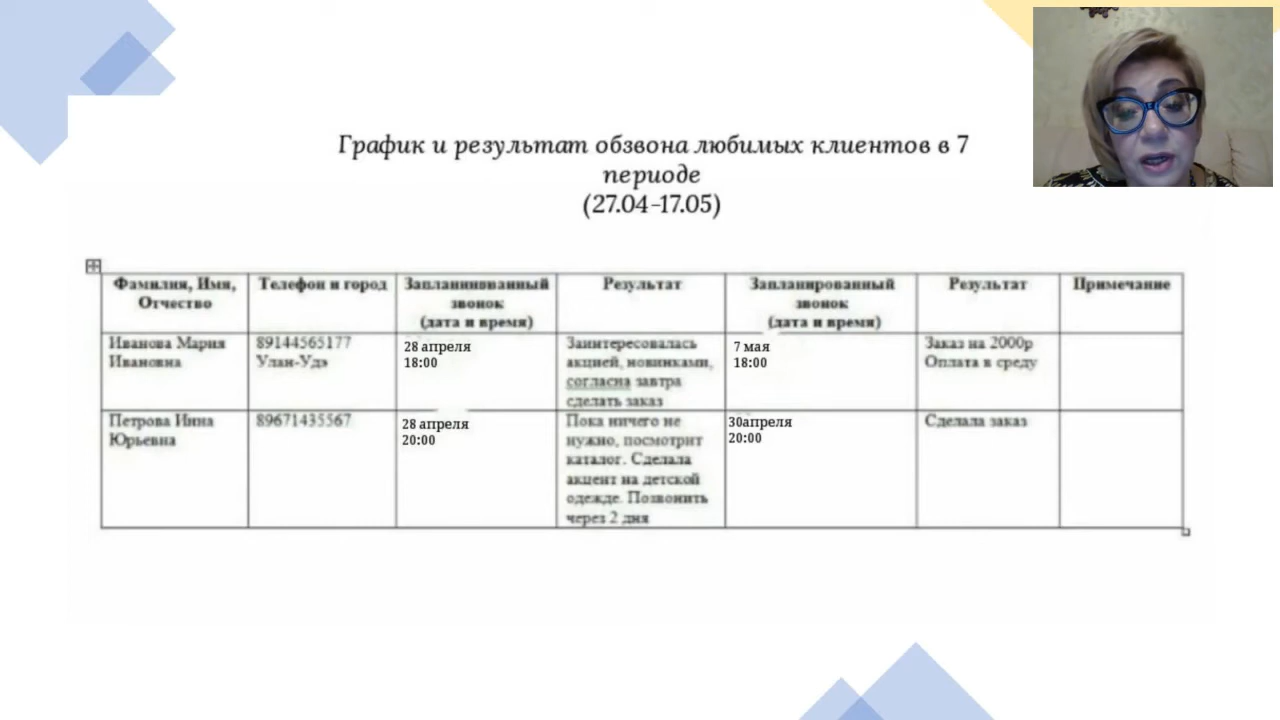 График и результат обзвона любимых клиентов в 7
периоде
(27.04-17.05)
Фамилия, Имя,
Отчество
Телефон и город
Запланированный
звонок
(дата и время)
Результат
Запланированный
звонок
(дата и время)
Результат
Примечание
Иванова Мария
Ивановна
89144565177
Улан-Удэ
28 апреля
18:00
Заинтересовалась
акцией, новинками,
согласна завтра
сделать заказ
7 мая
18:00
Заказ на 2000р
Оплата в среду
Петрова Инна
Юрьевна
89671435567
28 апреля
20:00
Пока ничего не
нужно, посмотрит
каталог. Сделала
акцент на детской
одежде. Позвонить
через 2 дня
30апреля
20:00
Сделала заказ